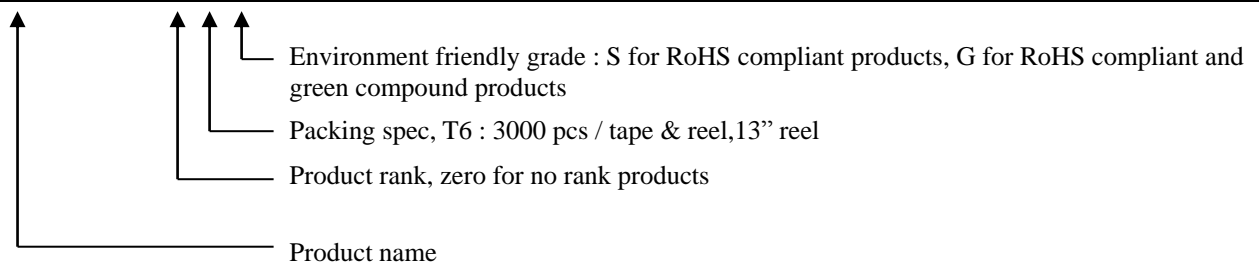 Environment friendly grade : S for RoHS compliant products, G for RoHS compliant and
green compound products
Packing spec, T6 : 3000 pcs / tape & reel,13” reel
Product rank, zero for no rank products
Product name